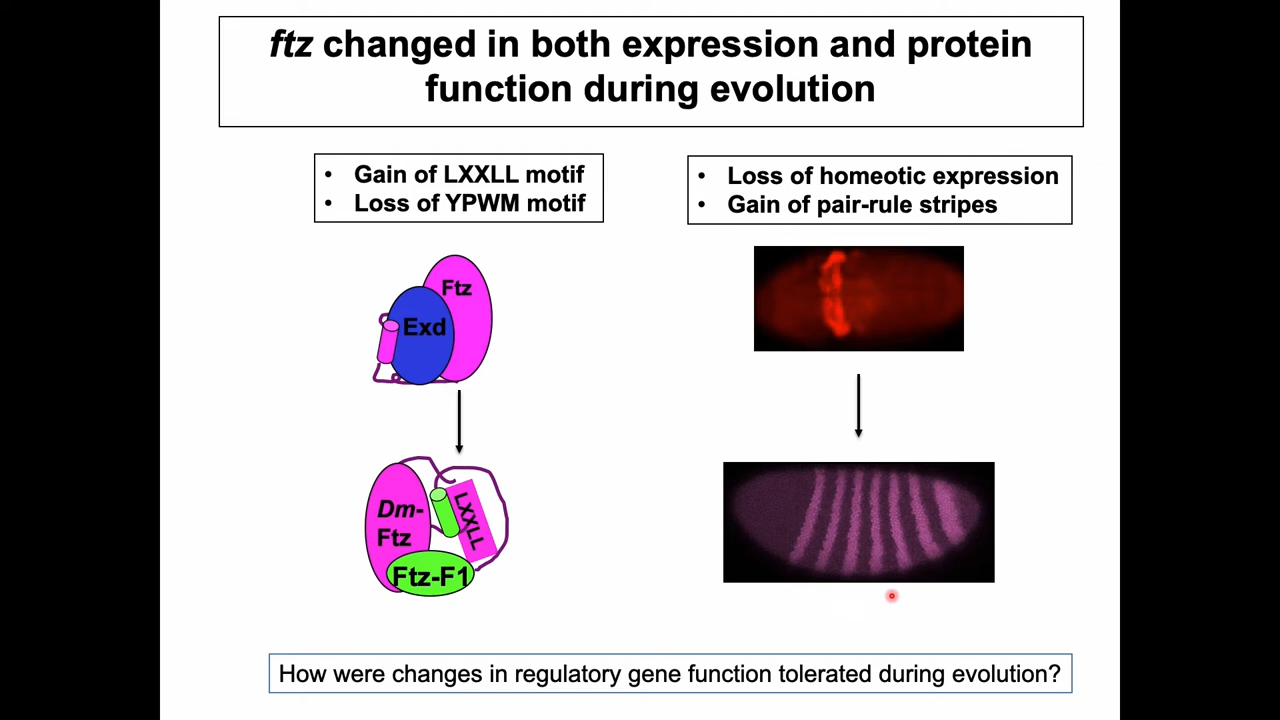 ftz changed in both expression and protein
function during evolution
• Gain of LXXLL motif
• Loss of YPWM motif
• Loss of homeotic expression
• Gain of pair-rule stripes
Ftz
Exd
Dm-
Ftz
LXXLL
Ftz-F1
How were changes in regulatory gene function tolerated during evolution?